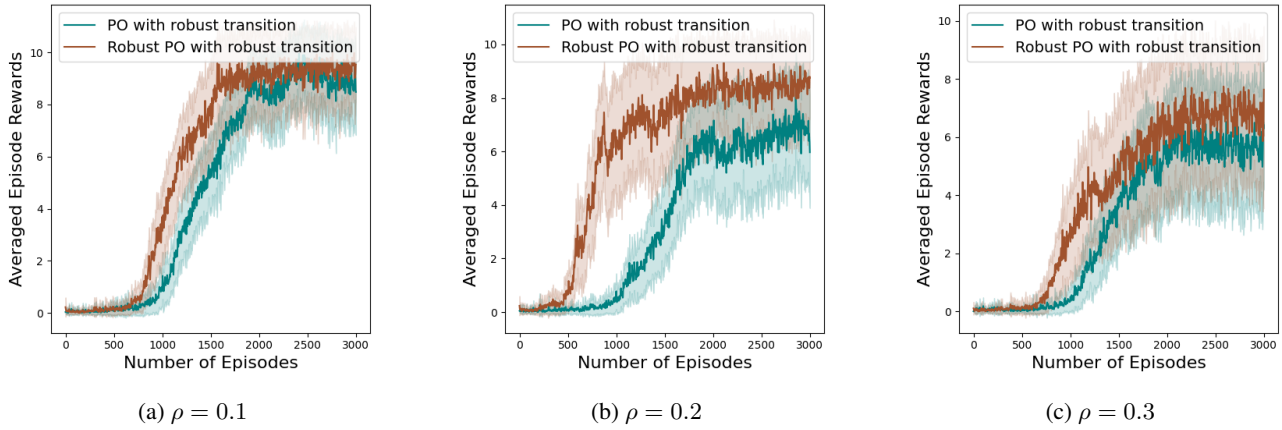 PO with robust transition
Robust PO with robust transition
Averaged Episode Rewards
10
8
6
4
2
0
0 500 1000 1500 2000 2500 3000
Number of Episodes
(a) ρ = 0.1
PO with robust transition
Robust PO with robust transition
Averaged Episode Rewards
10
8
6
4
2
0
0 500 1000 1500 2000 2500 3000
Number of Episodes
(b) ρ = 0.2
PO with robust transition
Robust PO with robust transition
Averaged Episode Rewards
10
8
6
4
2
0
0 500 1000 1500 2000 2500 3000
Number of Episodes
(c) ρ = 0.3